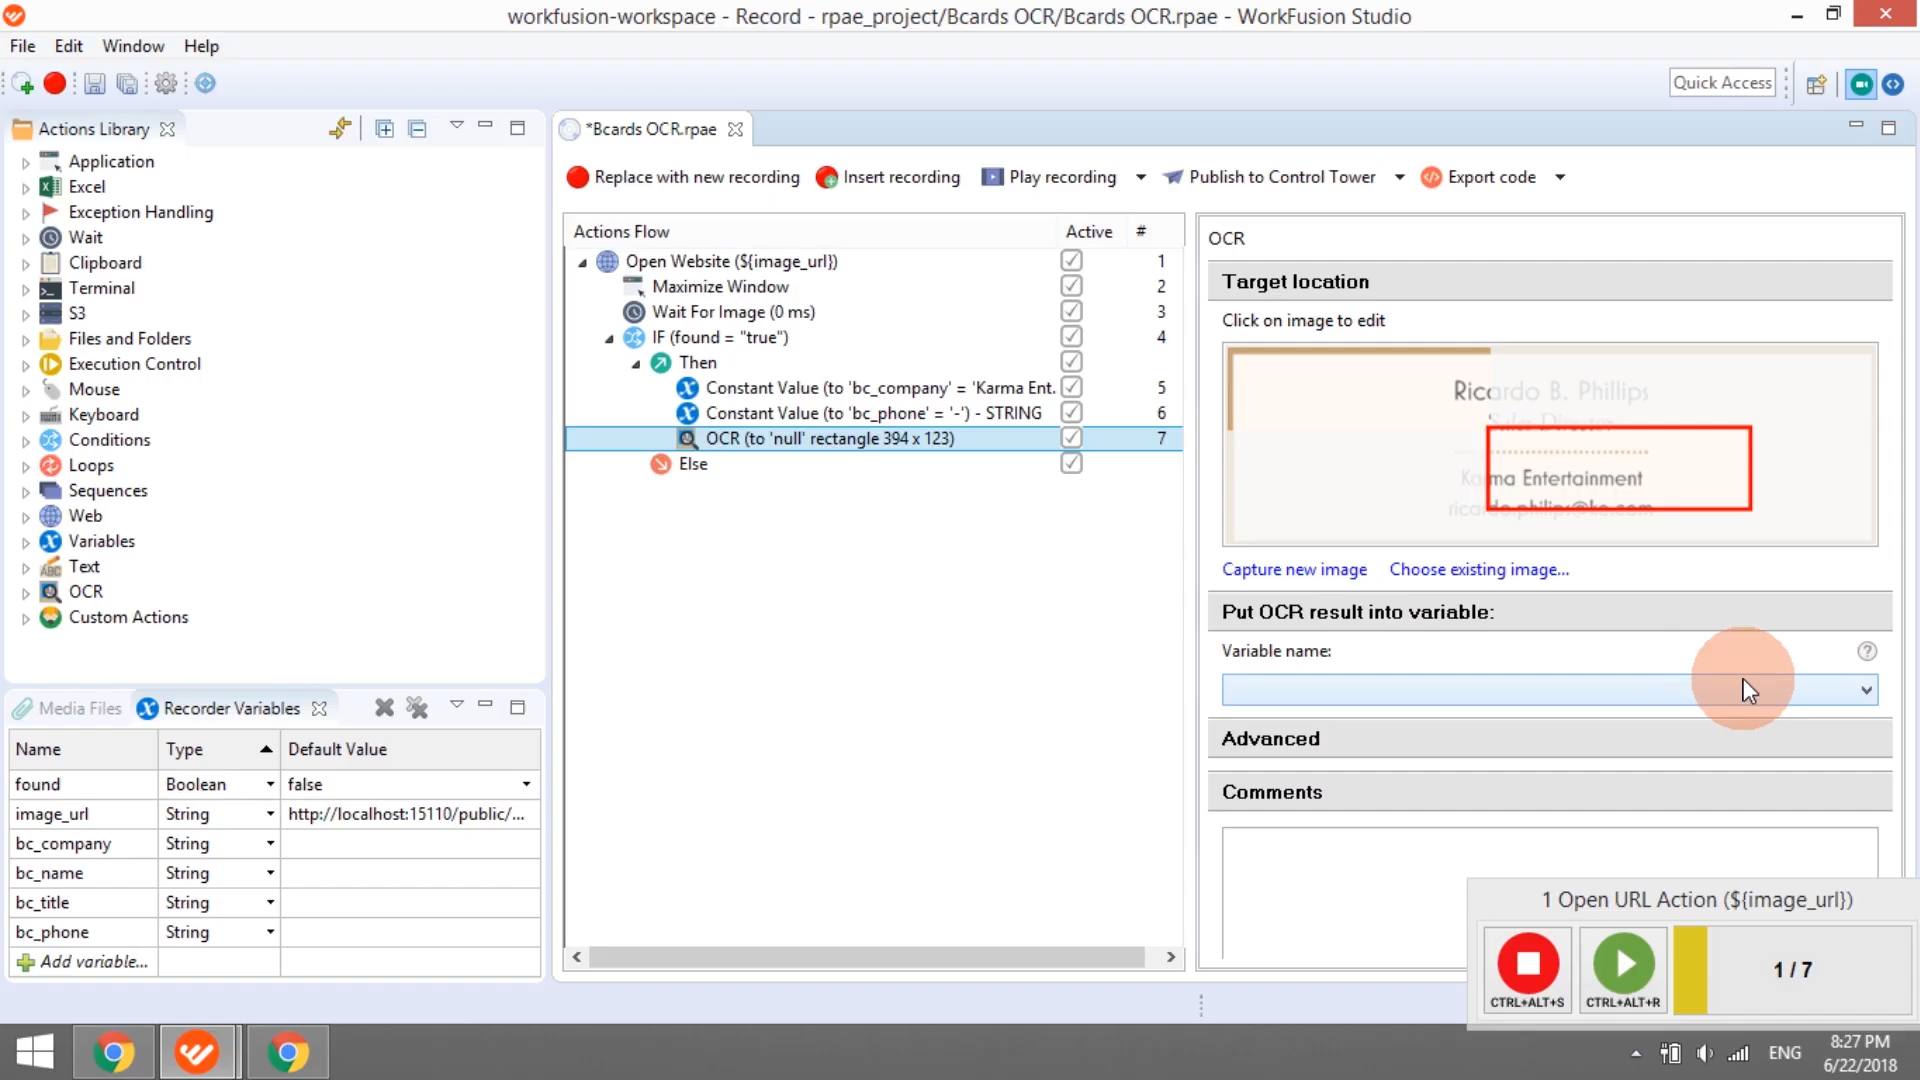 workfusion-workspace - Record - rpae_project/Bcards OCR/Bcards OCR.rpae - WorkFusion Studio
File Edit Window Help
Quick Access
Actions Library
Application
Excel
Exception Handling
Wait
Clipboard
Terminal
S3
Files and Folders
Execution Control
Mouse
Keyboard
Conditions
Loops
Sequences
Web
Variables
Text
OCR
Custom Actions
Media Files Recorder Variables
Name Type Default Value
found Boolean false
image_url String http://localhost:15110/public/...
bc_company String
bc_name String
bc_title String
bc_phone String
Add variable...
*Bcards OCR.rpae
Replace with new recording Insert recording Play recording Publish to Control Tower Export code
Actions Flow Active #
Open Website (${image_url}) 1
Maximize Window 2
Wait For Image (0 ms) 3
IF (found = "true") 4
Then
Constant Value (to 'bc_company' = 'Karma Ent. 5
Constant Value (to 'bc_phone' = '-') - STRING 6
OCR (to 'null' rectangle 394 x 123) 7
Else
OCR
Target location
Click on image to edit
Ricardo B. Phillips
Sales Director
Karma Entertainment
ricardo.philips@ke.com
Capture new image Choose existing image...
Put OCR result into variable:
Variable name:
Advanced
Comments
1 Open URL Action (${image_url})
CTRL+ALT+S CTRL+ALT+R 1 / 7
ENG 8:27 PM
6/22/2018